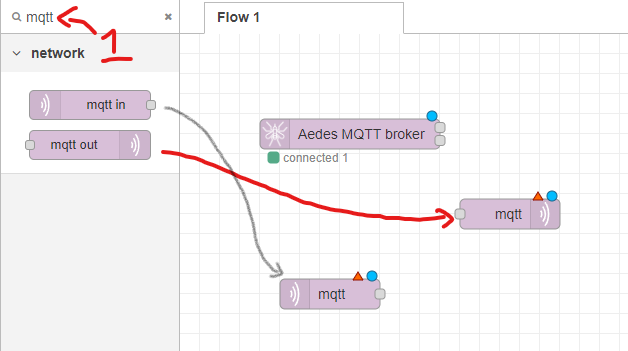 mqtt
Flow 1
1
network
mqtt in
mqtt out
Aedes MQTT broker
connected 1
mqtt
mqtt